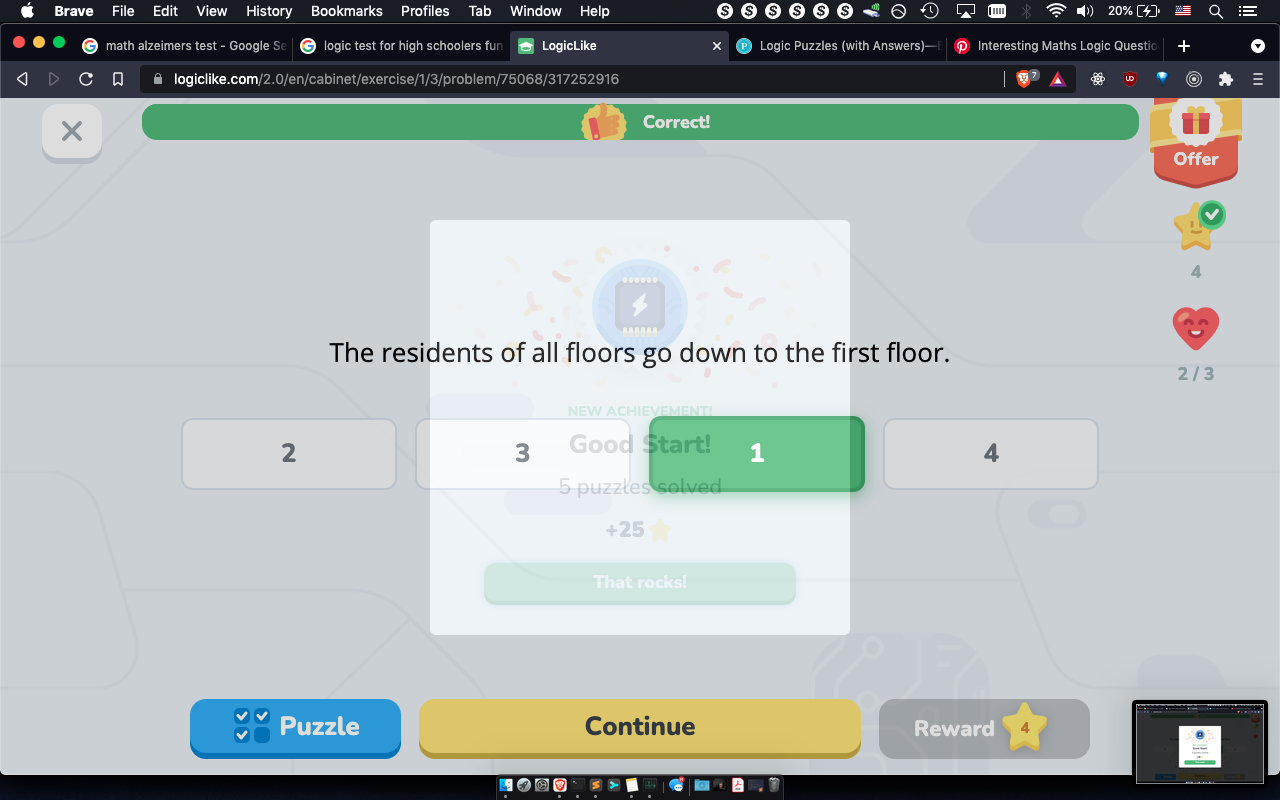 Brave File Edit View History Bookmarks Profiles Tab Window Help 20%
math alzeimers test - Google Se
logic test for high schoolers fun
LogicLike
Logic Puzzles (with Answers)—
Interesting Maths Logic Questio
logiclike.com/2.0/en/cabinet/exercise/1/3/problem/75068/317252916
7
Correct!
Offer
4
2 / 3
The residents of all floors go down to the first floor.
NEW ACHIEVEMENT!
Good Start!
2 3 1 4
5 puzzles solved
+25
That rocks!
Puzzle Continue Reward 4